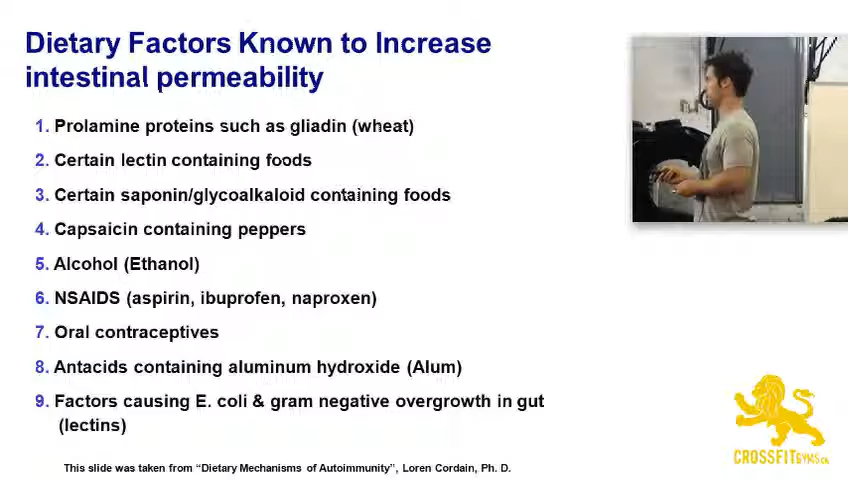 Dietary Factors Known to Increase
intestinal permeability
1. Prolamine proteins such as gliadin (wheat)
2. Certain lectin containing foods
3. Certain saponin/glycoalkaloid containing foods
4. Capsaicin containing peppers
5. Alcohol (Ethanol)
6. NSAIDS (aspirin, ibuprofen, naproxen)
7. Oral contraceptives
8. Antacids containing aluminum hydroxide (Alum)
9. Factors causing E. coli & gram negative overgrowth in gut
(lectins)
This slide was taken from “Dietary Mechanisms of Autoimmunity”, Loren Cordain, Ph. D.
CROSSFITGYMS.CA